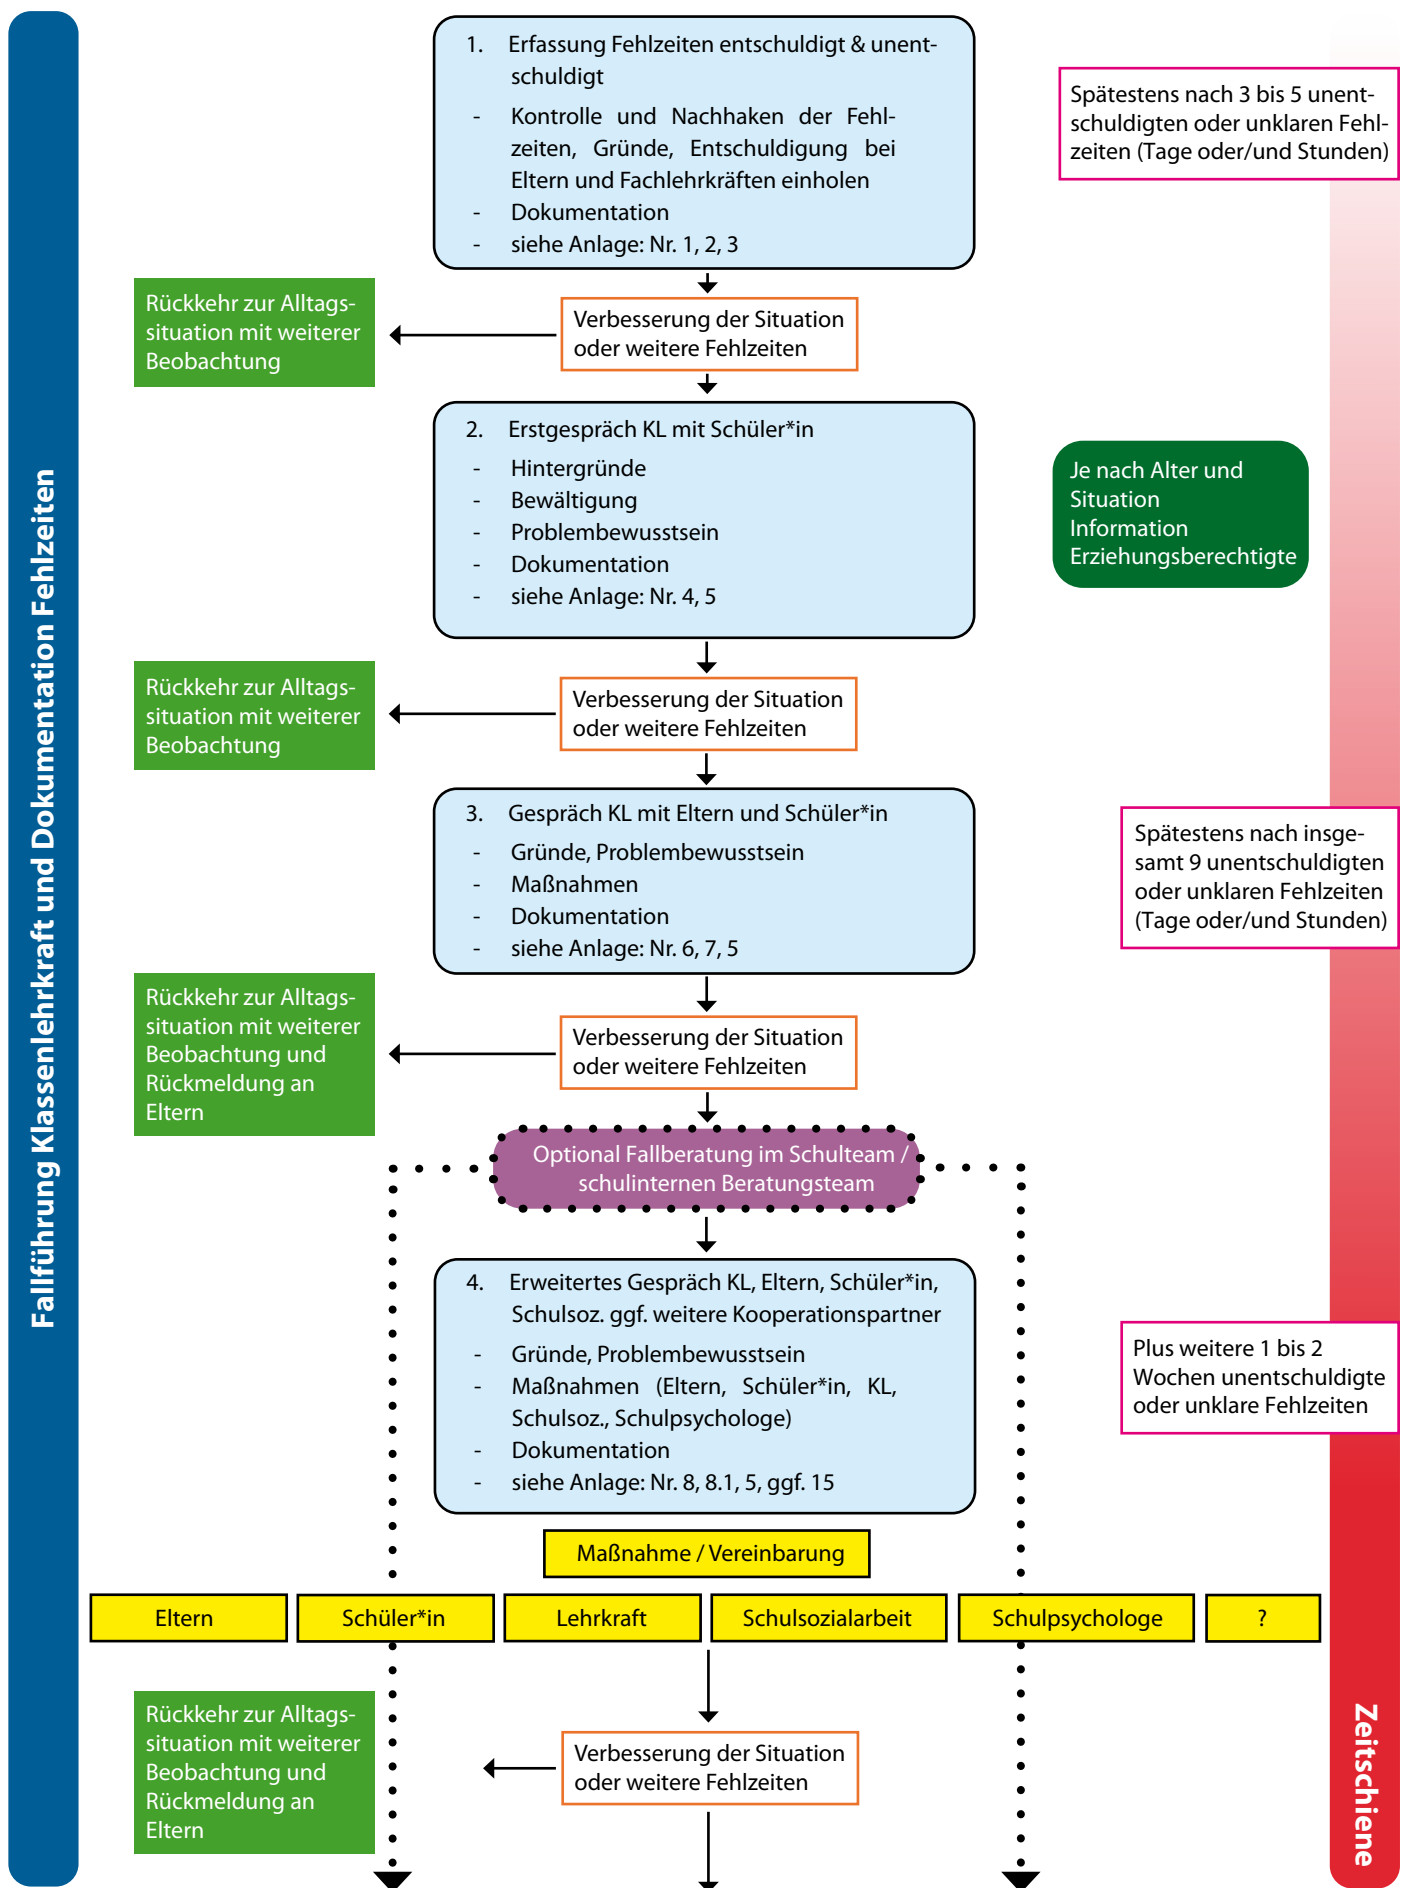 Fallführung Klassenlehrkraft und Dokumentation Fehlzeiten
1. Erfassung Fehlzeiten entschuldigt & unent-
schuldigt
- Kontrolle und Nachhaken der Fehl-
zeiten, Gründe, Entschuldigung bei
Eltern und Fachlehrkräften einholen
- Dokumentation
- siehe Anlage: Nr. 1, 2, 3
Spätestens nach 3 bis 5 unent-
schuldigten oder unklaren Fehl-
zeiten (Tage oder/und Stunden)
Rückkehr zur Alltags-
situation mit weiterer
Beobachtung
Verbesserung der Situation
oder weitere Fehlzeiten
2. Erstgespräch KL mit Schüler*in
- Hintergründe
- Bewältigung
- Problembewusstsein
- Dokumentation
- siehe Anlage: Nr. 4, 5
Je nach Alter und
Situation
Information
Erziehungsberechtigte
Rückkehr zur Alltags-
situation mit weiterer
Beobachtung
Verbesserung der Situation
oder weitere Fehlzeiten
3. Gespräch KL mit Eltern und Schüler*in
- Gründe, Problembewusstsein
- Maßnahmen
- Dokumentation
- siehe Anlage: Nr. 6, 7, 5
Spätestens nach insge-
samt 9 unentschuldigten
oder unklaren Fehlzeiten
(Tage oder/und Stunden)
Rückkehr zur Alltags-
situation mit weiterer
Beobachtung und
Rückmeldung an
Eltern
Verbesserung der Situation
oder weitere Fehlzeiten
Optional Fallberatung im Schulteam /
schulinternen Beratungsteam
4. Erweitertes Gespräch KL, Eltern, Schüler*in,
Schulsoz. ggf. weitere Kooperationspartner
- Gründe, Problembewusstsein
- Maßnahmen (Eltern, Schüler*in, KL,
Schulsoz., Schulpsychologe)
- Dokumentation
- siehe Anlage: Nr. 8, 8.1, 5, ggf. 15
Plus weitere 1 bis 2
Wochen unentschuldigte
oder unklare Fehlzeiten
Maßnahme / Vereinbarung
Eltern
Schüler*in
Lehrkraft
Schulsozialarbeit
Schulpsychologe
?
Rückkehr zur Alltags-
situation mit weiterer
Beobachtung und
Rückmeldung an
Eltern
Verbesserung der Situation
oder weitere Fehlzeiten
Zeitschiene